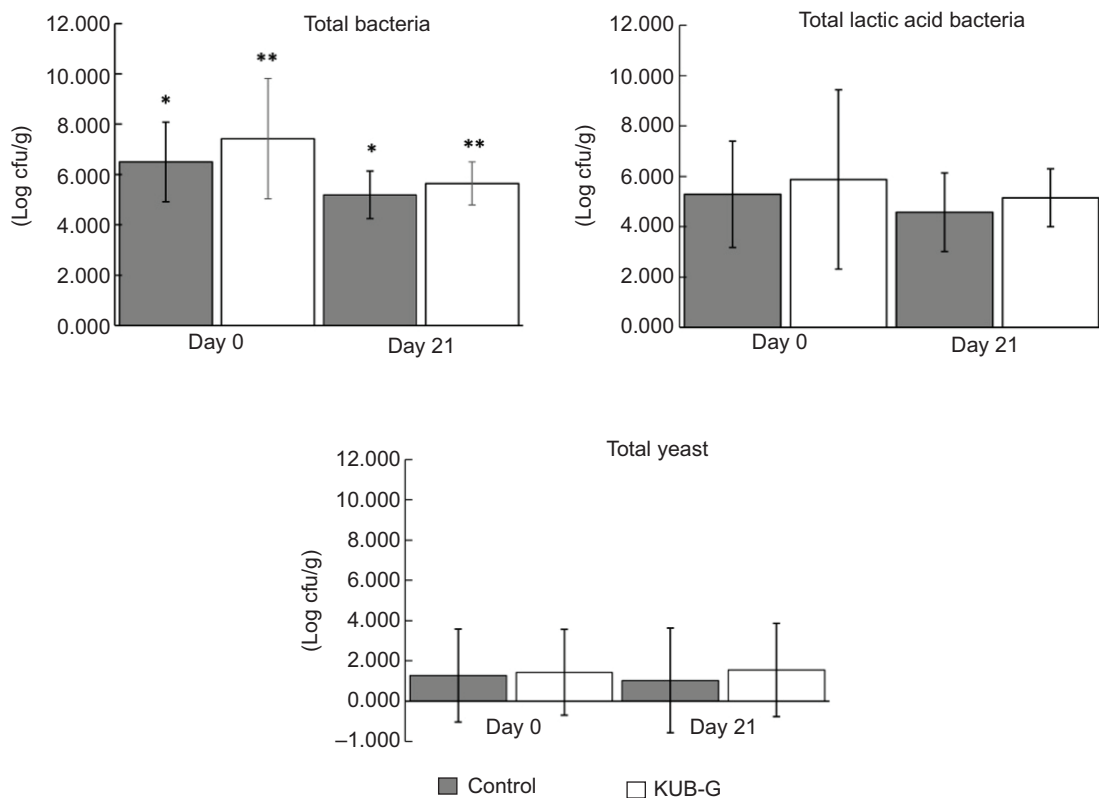 Total bacteria
(Log cfu/g)
12.000
10.000
8.000
6.000
4.000
2.000
0.000
*
**
*
**
Day 0
Day 21
Total lactic acid bacteria
(Log cfu/g)
12.000
10.000
8.000
6.000
4.000
2.000
0.000
Day 0
Day 21
Total yeast
(Log cfu/g)
12.000
10.000
8.000
6.000
4.000
2.000
0.000
–1.000
Day 0
Day 21
Control
KUB-G